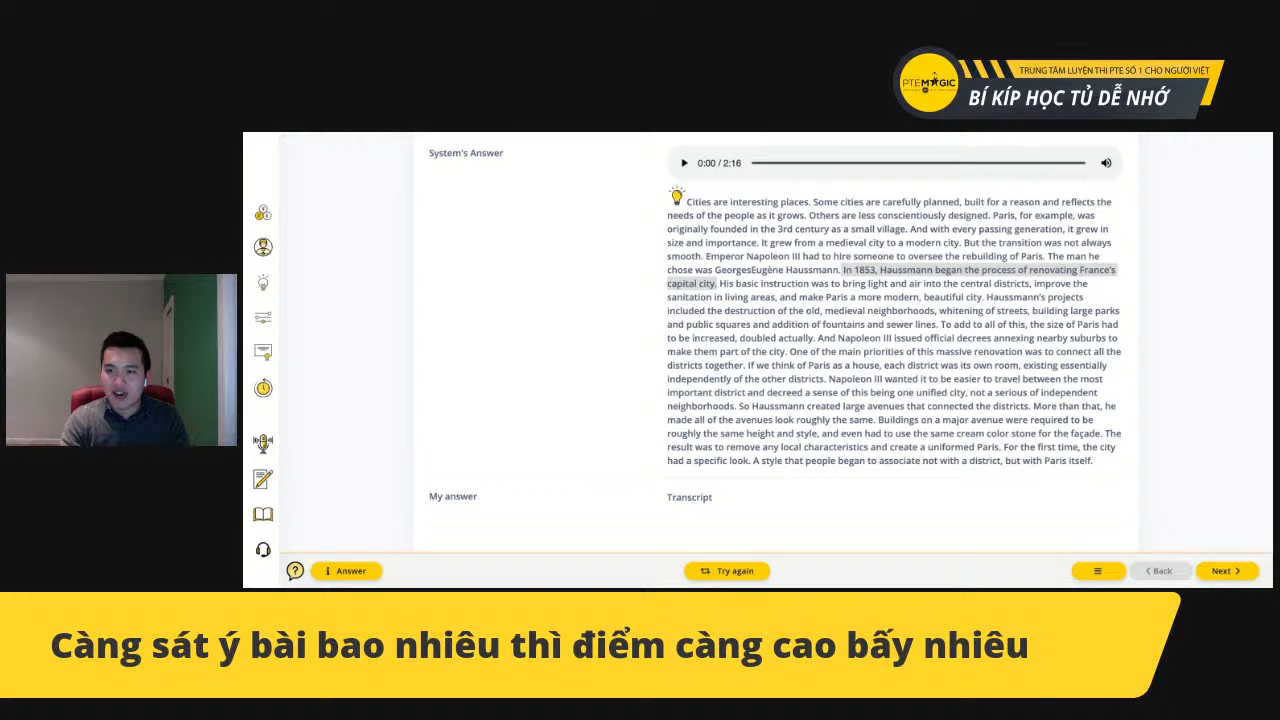 TRUNG TÂM LUYỆN THI PTE SỐ 1 CHO NGƯỜI VIỆT
PTE MAGIC
BÍ KÍP HỌC TỦ DỄ NHỚ
System's Answer
0:00 / 2:16
Cities are interesting places. Some cities are carefully planned, built for a reason and reflects the
needs of the people as it grows. Others are less conscientiously designed. Paris, for example, was
originally founded in the 3rd century as a small village. And with every passing generation, it grew in
size and importance. It grew from a medieval city to a modern city. But the transition was not always
smooth. Emperor Napoleon III had to hire someone to oversee the rebuilding of Paris. The man he
chose was GeorgesEugène Haussmann. In 1853, Haussmann began the process of renovating France's
capital city. His basic instruction was to bring light and air into the central districts, improve the
sanitation in living areas, and make Paris a more modern, beautiful city. Haussmann's projects
included the destruction of the old, medieval neighborhoods, whitening of streets, building large parks
and public squares and addition of fountains and sewer lines. To add to all of this, the size of Paris had
to be increased, doubled actually. And Napoleon III issued official decrees annexing nearby suburbs to
make them part of the city. One of the main priorities of this massive renovation was to connect all the
districts together. If we think of Paris as a house, each district was its own room, existing essentially
independently of the other districts. Napoleon III wanted it to be easier to travel between the most
important district and decreed a sense of this being one unified city, not a serious of independent
neighborhoods. So Haussmann created large avenues that connected the districts. More than that, he
made all of the avenues look roughly the same. Buildings on a major avenue were required to be
roughly the same height and style, and even had to use the same cream color stone for the façade. The
result was to remove any local characteristics and create a uniformed Paris. For the first time, the city
had a specific look. A style that people began to associate not with a district, but with Paris itself.
My answer
Transcript
Answer
Try again
Back
Next
Càng sát ý bài bao nhiêu thì điểm càng cao bấy nhiêu